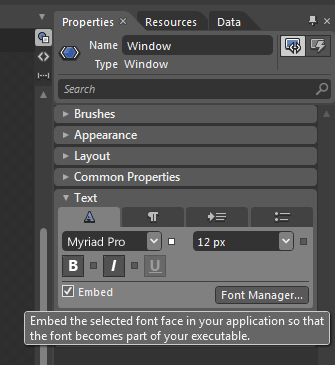 Properties × Resources Data
Name Window
Type Window
Search
Brushes
Appearance
Layout
Common Properties
Text
A ¶
Myriad Pro 12 px
B I U
Embed Font Manager...
Embed the selected font face in your application so that
the font becomes part of your executable.